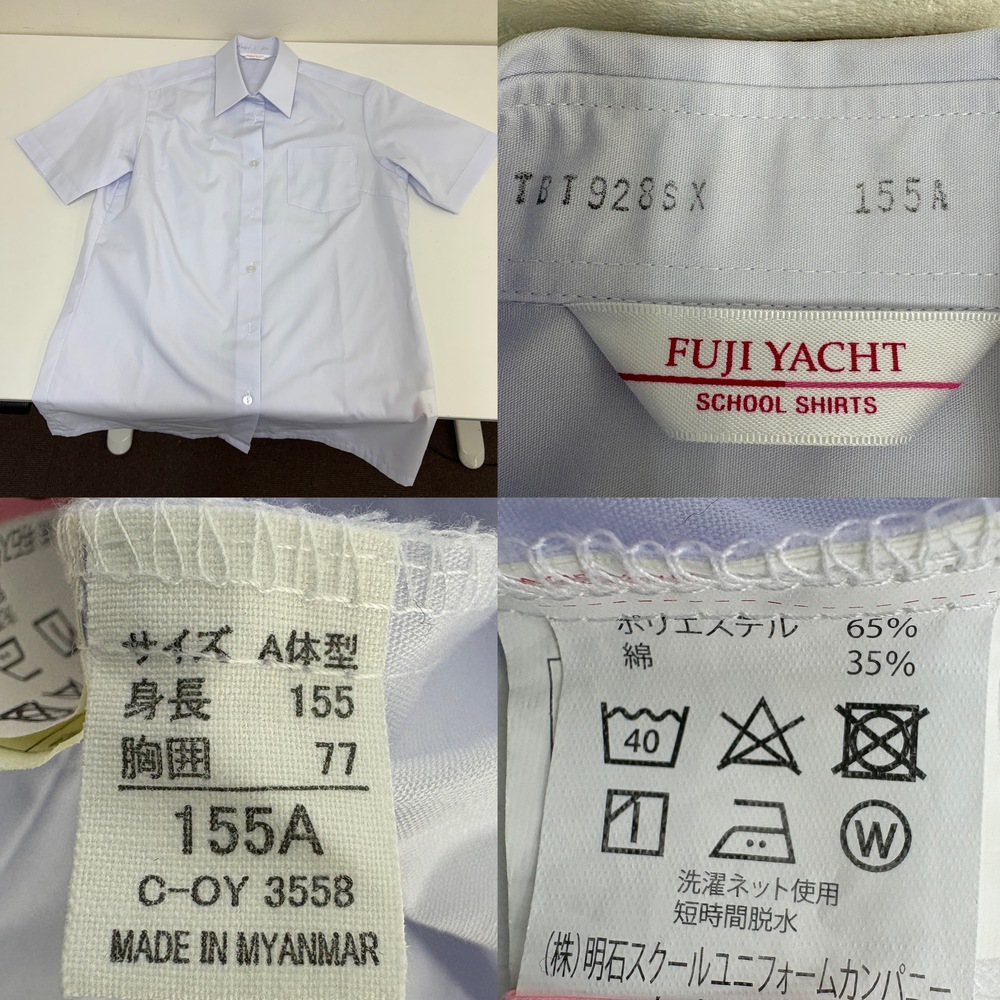 TBT928SX 155A
FUJI YACHT
SCHOOL SHIRTS
サイズ A体型
身長 155
胸囲 77
155A
C-OY 3558
MADE IN MYANMAR
ポリエステル 65%
綿 35%
40
W
洗濯ネット使用
短時間脱水
(株)明石スクールユニフォームカンパニー